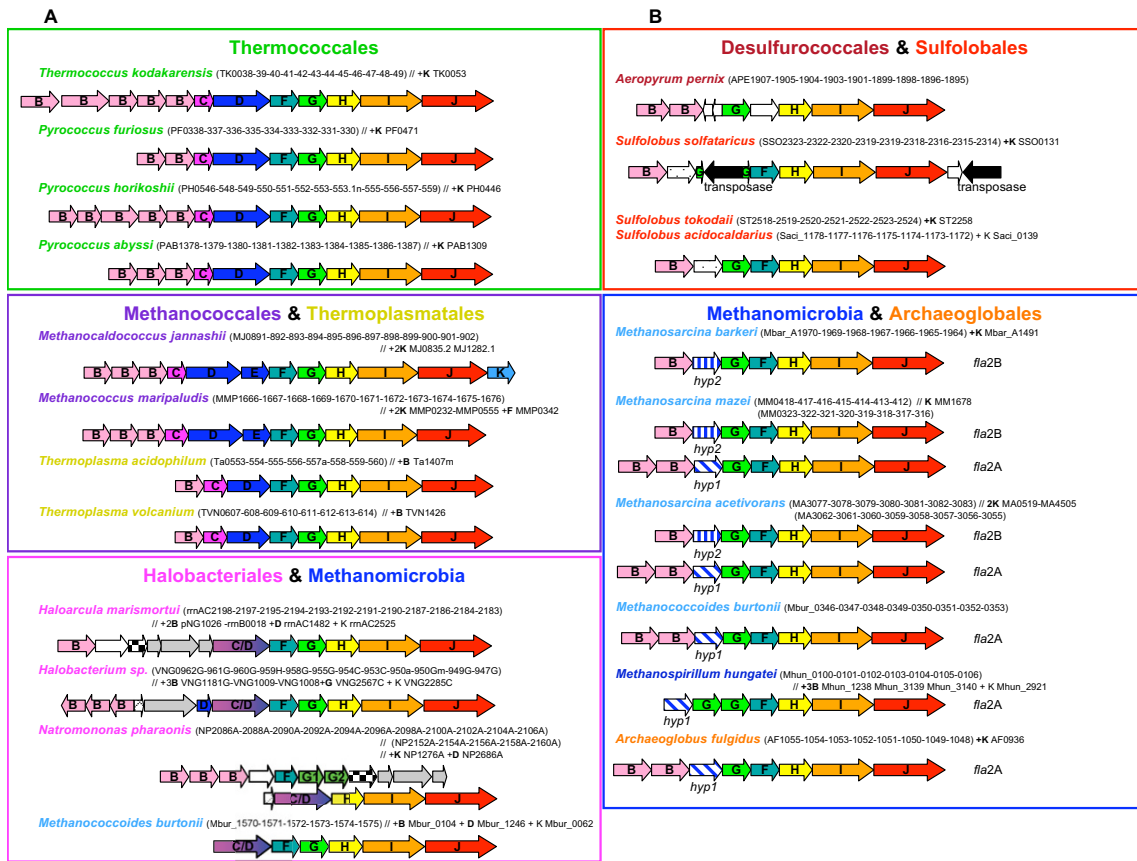 A
Thermococcales
Thermococcus kodakarensis (TK0038-39-40-41-42-43-44-45-46-47-48-49) // +K TK0053
B B B B B C D F G H I J
Pyrococcus furiosus (PF0338-337-336-335-334-333-332-331-330) // +K PF0471
B B C D F G H I J
Pyrococcus horikoshii (PH0546-548-549-550-551-552-553-553.1n-555-556-557-559) // +K PH0446
B B B B B C D F G H I J
Pyrococcus abyssi (PAB1378-1379-1380-1381-1382-1383-1384-1385-1386-1387) // +K PAB1309
B B B C D F G H I J
Methanococcales & Thermoplasmatales
Methanocaldococcus jannashii (MJ0891-892-893-894-895-896-897-898-899-900-901-902)
// +2K MJ0835.2 MJ1282.1
B B B C D E F G H I J K
Methanococcus maripaludis (MMP1666-1667-1668-1669-1670-1671-1672-1673-1674-1675-1676)
// +2K MMP0232-MMP0555 +F MMP0342
B B B C D E F G H I J
Thermoplasma acidophilum (Ta0553-554-555-556-557a-558-559-560) // +B Ta1407m
B C D F G H I J
Thermoplasma volcanium (TVN0607-608-609-610-611-612-613-614) // +B TVN1426
B C D F G H I J
Halobacteriales & Methanomicrobia
Haloarcula marismortui (rrnAC2198-2197-2195-2194-2193-2192-2191-2190-2187-2186-2184-2183)
// +2B pNG1026 -rrnB0018 +D rrnAC1482 + K rrnAC2525
B C/D F G H I J
Halobacterium sp. (VNG0962G-961G-960G-959H-958G-955G-954C-953C-950a-950Gm-949G-947G)
// +3B VNG1181G-VNG1009-VNG1008+G VNG2567C + K VNG2285C
B B B D C/D F G H I J
Natromonas pharaonis (NP2086A-2088A-2090A-2092A-2094A-2096A-2098A-2100A-2102A-2104A-2106A)
// (NP2152A-2154A-2156A-2158A-2160A)
// +K NP1276A +D NP2686A
B B B F G1 G2
C/D H I J
Methanococcoides burtonii (Mbur_1570-1571-1572-1573-1574-1575) // +B Mbur_0104 + D Mbur_1246 + K Mbur_0062
C/D F G H I J
B
Desulfurococcales & Sulfolobales
Aeropyrum pernix (APE1907-1905-1904-1903-1901-1899-1898-1896-1895)
B B G H I J
Sulfolobus solfataricus (SSO2323-2322-2320-2319-2319-2318-2316-2315-2314) +K SSO0131
B G G F H I J
transposase transposase
Sulfolobus tokodaii (ST2518-2519-2520-2521-2522-2523-2524) +K ST2258
Sulfolobus acidocaldarius (Saci_1178-1177-1176-1175-1174-1173-1172) + K Saci_0139
B G F H I J
Methanomicrobia & Archaeoglobales
Methanosarcina barkeri (Mbar_A1970-1969-1968-1967-1966-1965-1964) +K Mbar_A1491
B G F H I J fla2B
hyp2
Methanosarcina mazei (MM0418-417-416-415-414-413-412) // K MM1678
(MM0323-322-321-320-319-318-317-316)
B G F H I J fla2B
hyp2
B B G F H I J fla2A
hyp1
Methanosarcina acetivorans (MA3077-3078-3079-3080-3081-3082-3083) // 2K MA0519-MA4505
(MA3062-3061-3060-3059-3058-3057-3056-3055)
B G F H I J fla2B
hyp2
B B G F H I J fla2A
hyp1
Methanococcoides burtonii (Mbur_0346-0347-0348-0349-0350-0351-0352-0353)
B B G F H I J fla2A
hyp1
Methanospirillum hungatei (Mhun_0100-0101-0102-0103-0104-0105-0106)
// +3B Mhun_1238 Mhun_3139 Mhun_3140 + K Mhun_2921
G G F H I J fla2A
hyp1
Archaeoglobus fulgidus (AF1055-1054-1053-1052-1051-1050-1049-1048) +K AF0936
B B G F H I J fla2A
hyp1